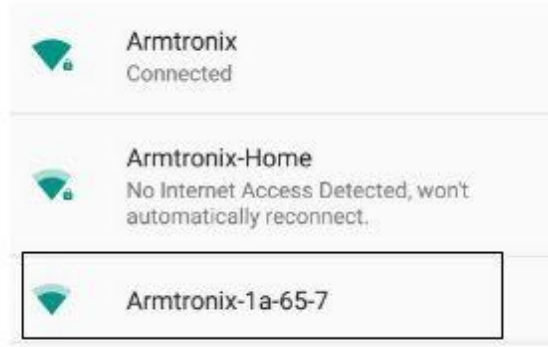 Armtronix
Connected
Armtronix-Home
No Internet Access Detected, won't
automatically reconnect.
Armtronix-1a-65-7